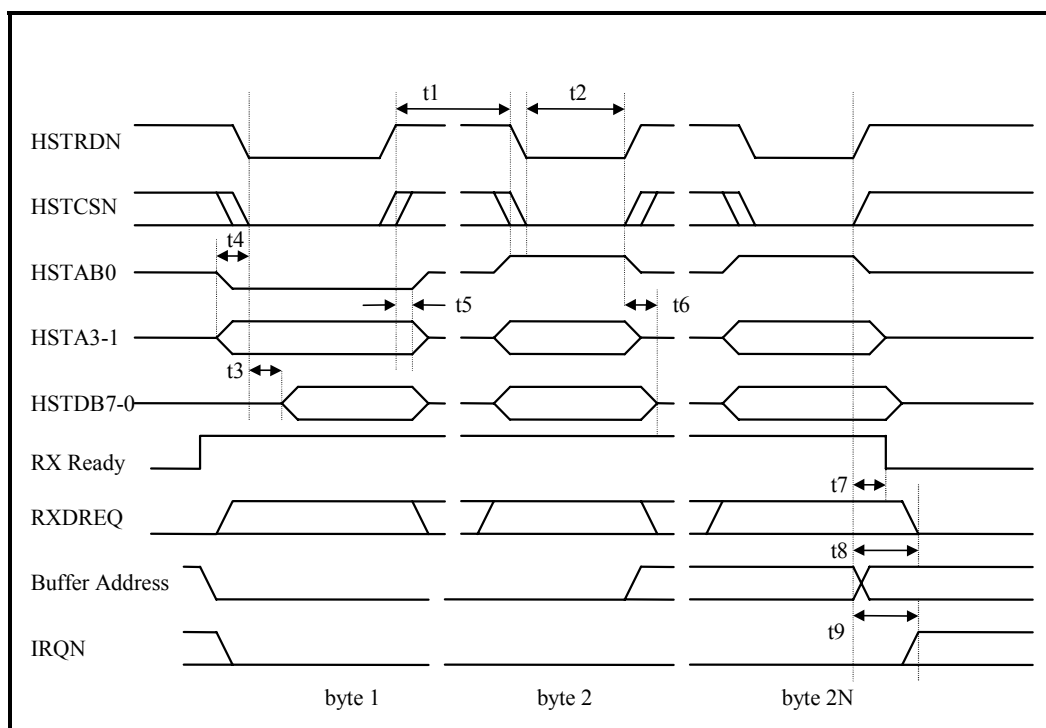 t1
t2
HSTRDN
HSTCSN
t4
HSTAB0
t5
t6
HSTA3-1
t3
HSTDB7-0
RX Ready
t7
RXDREQ
t8
Buffer Address
t9
IRQN
byte 1
byte 2
byte 2N